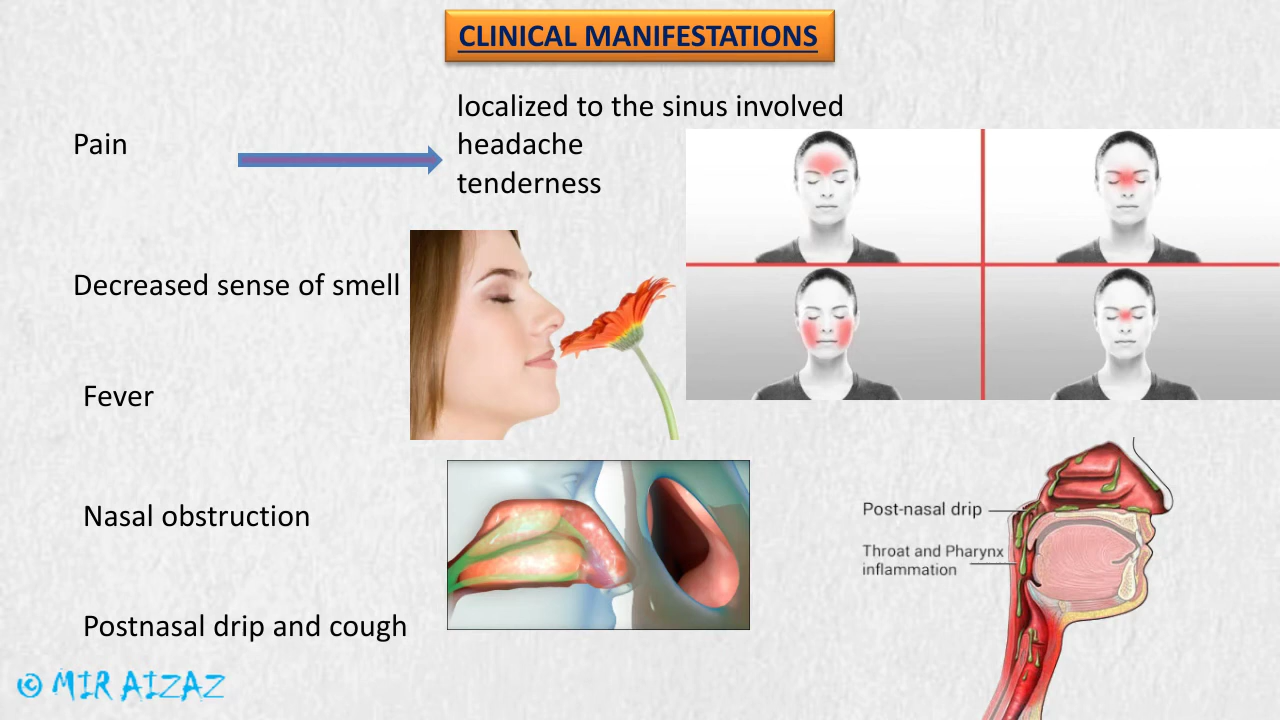 CLINICAL MANIFESTATIONS
Pain
localized to the sinus involved
headache
tenderness
Decreased sense of smell
Fever
Nasal obstruction
Post-nasal drip
Throat and Pharynx
inflammation
Postnasal drip and cough
© MIR AIZAZ